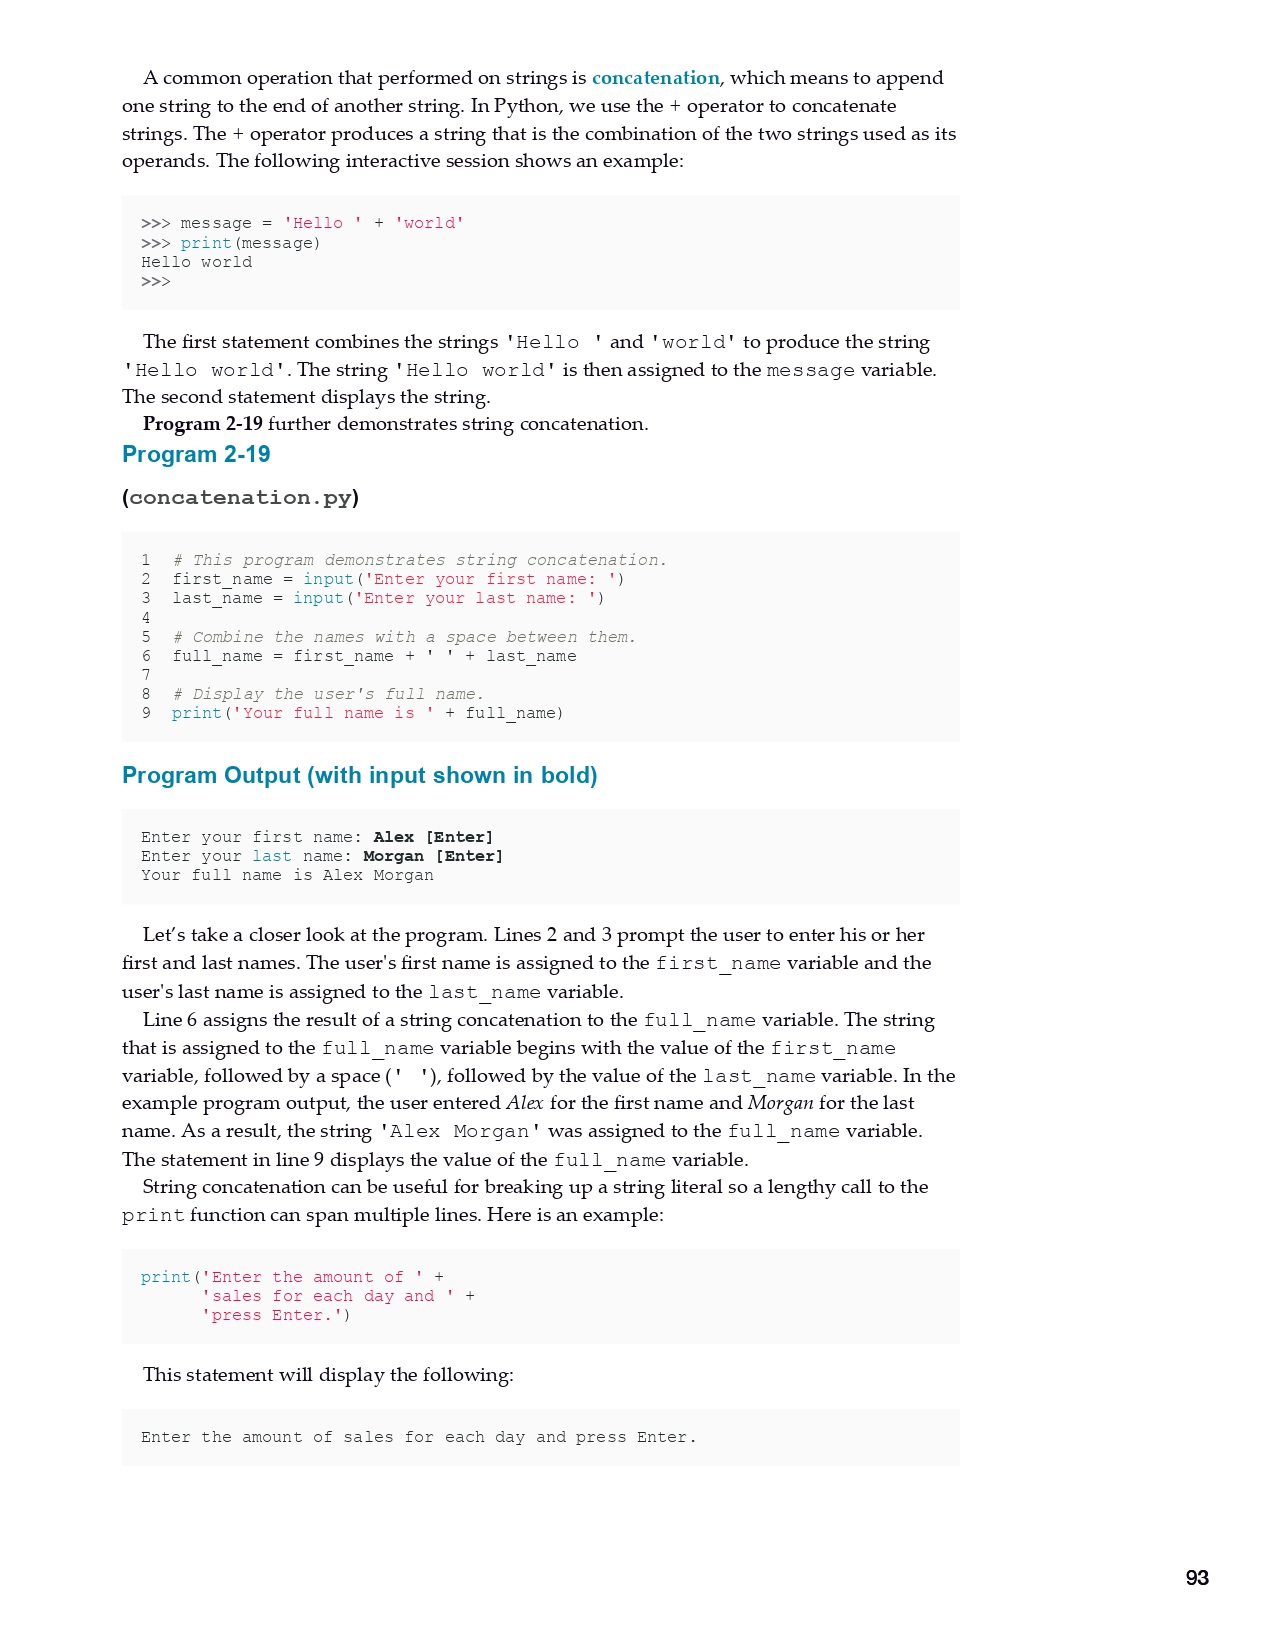 A common operation that performed on strings is concatenation, which means to append
one string to the end of another string. In Python, we use the + operator to concatenate
strings. The + operator produces a string that is the combination of the two strings used as its
operands. The following interactive session shows an example:
>>> message = 'Hello ' + 'world'
>>> print(message)
Hello world
>>>
The first statement combines the strings 'Hello ' and 'world' to produce the string
'Hello world'. The string 'Hello world' is then assigned to the message variable.
The second statement displays the string.
Program 2-19 further demonstrates string concatenation.
Program 2-19
(concatenation.py)
1  # This program demonstrates string concatenation.
2  first_name = input('Enter your first name: ')
3  last_name = input('Enter your last name: ')
4
5  # Combine the names with a space between them.
6  full_name = first_name + ' ' + last_name
7
8  # Display the user's full name.
9  print('Your full name is ' + full_name)
Program Output (with input shown in bold)
Enter your first name: Alex [Enter]
Enter your last name: Morgan [Enter]
Your full name is Alex Morgan
Let’s take a closer look at the program. Lines 2 and 3 prompt the user to enter his or her
first and last names. The user's first name is assigned to the first_name variable and the
user's last name is assigned to the last_name variable.
Line 6 assigns the result of a string concatenation to the full_name variable. The string
that is assigned to the full_name variable begins with the value of the first_name
variable, followed by a space (' '), followed by the value of the last_name variable. In the
example program output, the user entered Alex for the first name and Morgan for the last
name. As a result, the string 'Alex Morgan' was assigned to the full_name variable.
The statement in line 9 displays the value of the full_name variable.
String concatenation can be useful for breaking up a string literal so a lengthy call to the
print function can span multiple lines. Here is an example:
print('Enter the amount of ' +
      'sales for each day and ' +
      'press Enter.')
This statement will display the following:
Enter the amount of sales for each day and press Enter.
93